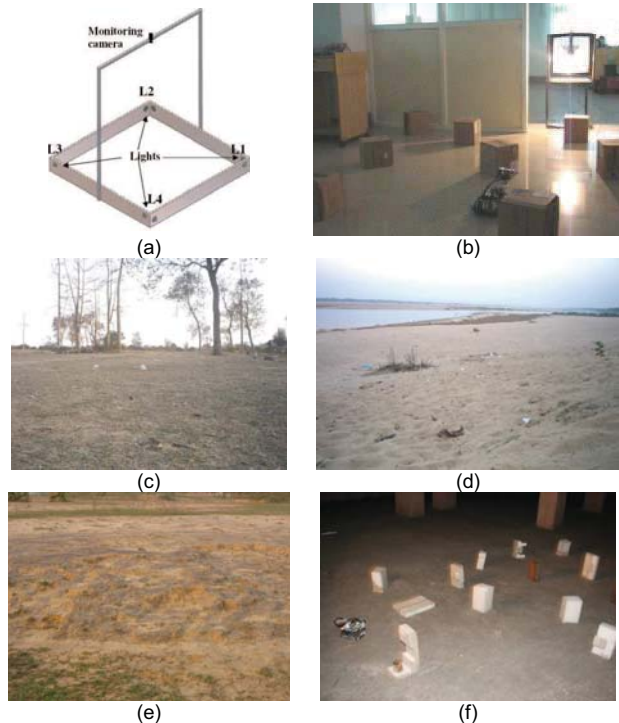 Monitoring
camera
L2
L3
Lights
L1
L4
(a)
(b)
(c)
(d)
(e)
(f)